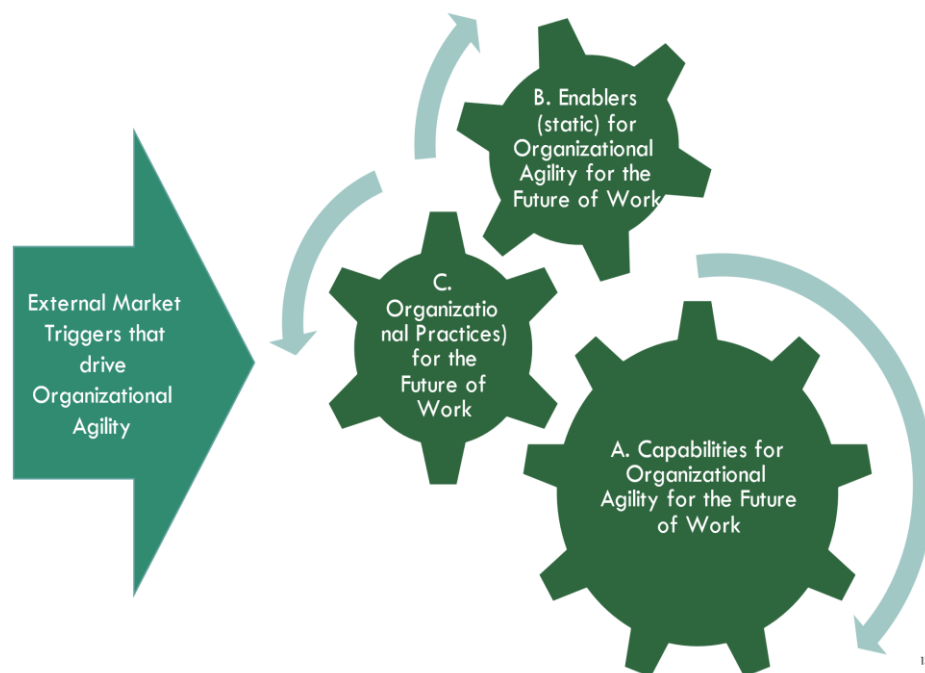 B. Enablers
(static) for
Organizational
Agility for the
Future of Work
External Market
Triggers that
drive
Organizational
Agility
C.
Organizatio
nal Practices)
for the
Future of
Work
A. Capabilities for
Organizational
Agility for the Future
of Work